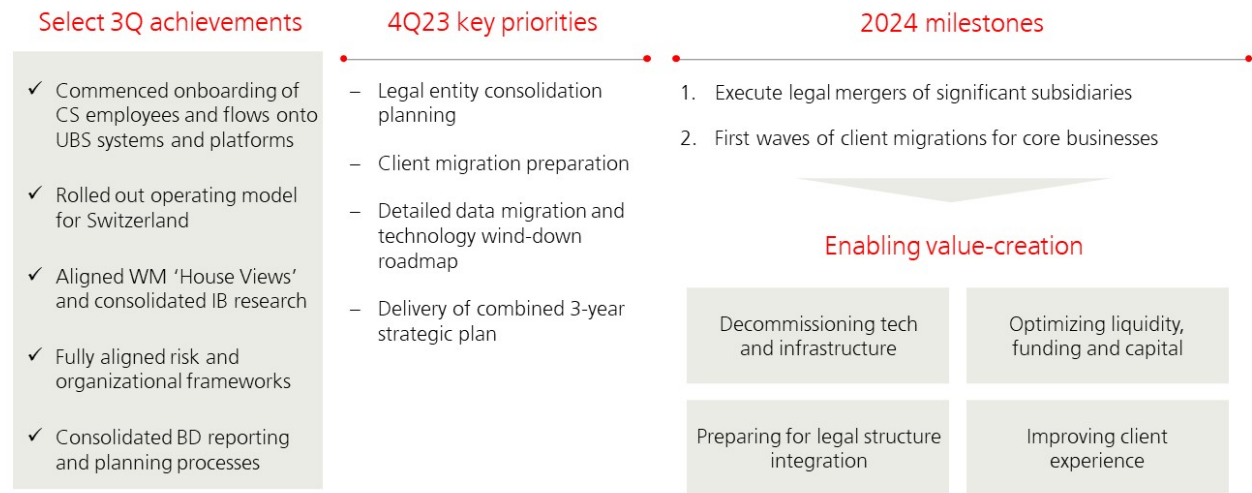 Select 3Q achievements
✓ Commenced onboarding of
CS employees and flows onto
UBS systems and platforms
✓ Rolled out operating model
for Switzerland
✓ Aligned WM ‘House Views’
and consolidated IB research
✓ Fully aligned risk and
organizational frameworks
✓ Consolidated BD reporting
and planning processes
4Q23 key priorities
– Legal entity consolidation
planning
– Client migration preparation
– Detailed data migration and
technology wind-down
roadmap
– Delivery of combined 3-year
strategic plan
2024 milestones
1. Execute legal mergers of significant subsidiaries
2. First waves of client migrations for core businesses
Enabling value-creation
Decommissioning tech
and infrastructure
Optimizing liquidity,
funding and capital
Preparing for legal structure
integration
Improving client
experience